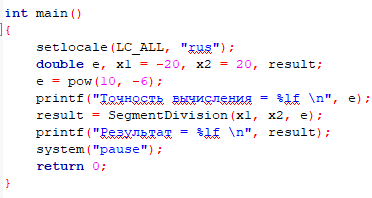 int main()
{
setlocale(LC_ALL, "rus");
double e, x1 = -20, x2 = 20, result;
e = pow(10, -6);
printf("Точность вычисления = %lf \n", e);
result = SegmentDivision(x1, x2, e);
printf("Результат = %lf \n", result);
system("pause");
return 0;
}